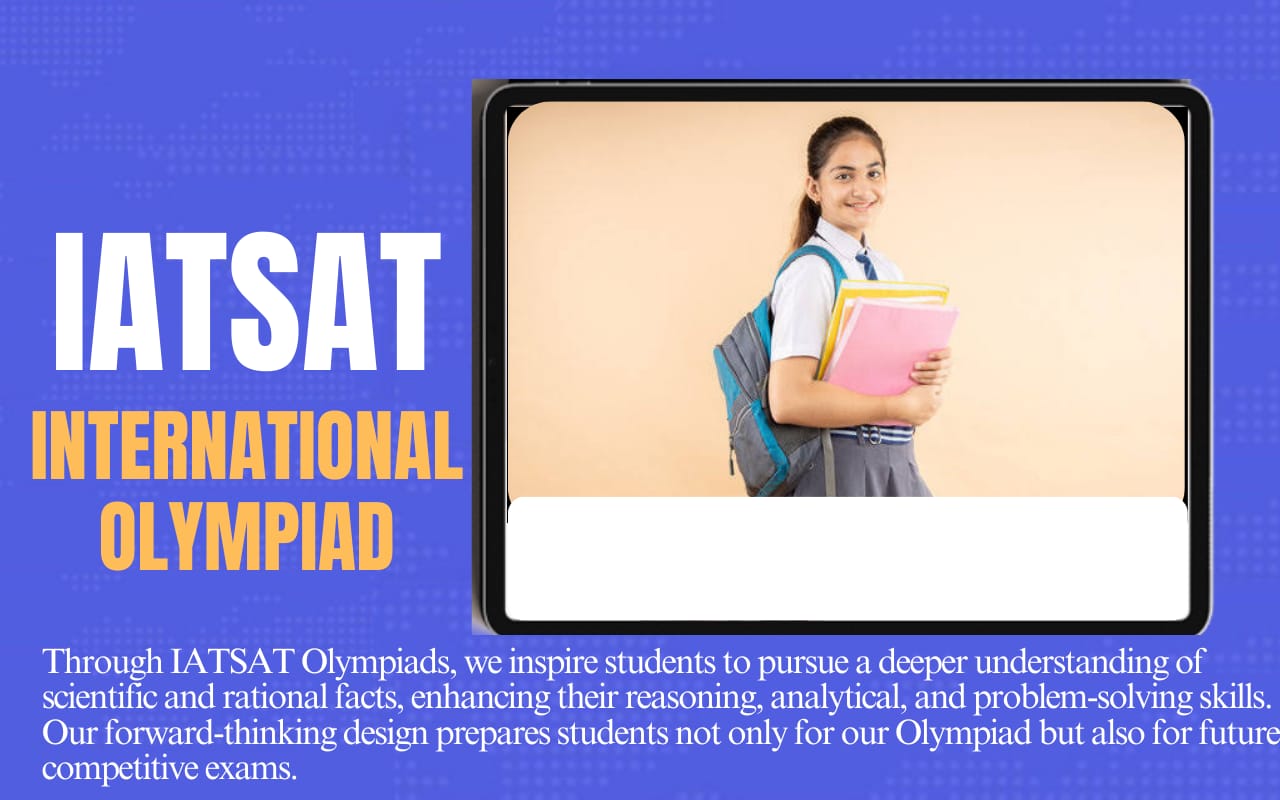 IATSAT
INTERNATIONAL
OLYMPIAD
Through IATSAT Olympiads, we inspire students to pursue a deeper understanding of
scientific and rational facts, enhancing their reasoning, analytical, and problem-solving skills.
Our forward-thinking design prepares students not only for our Olympiad but also for future
competitive exams.